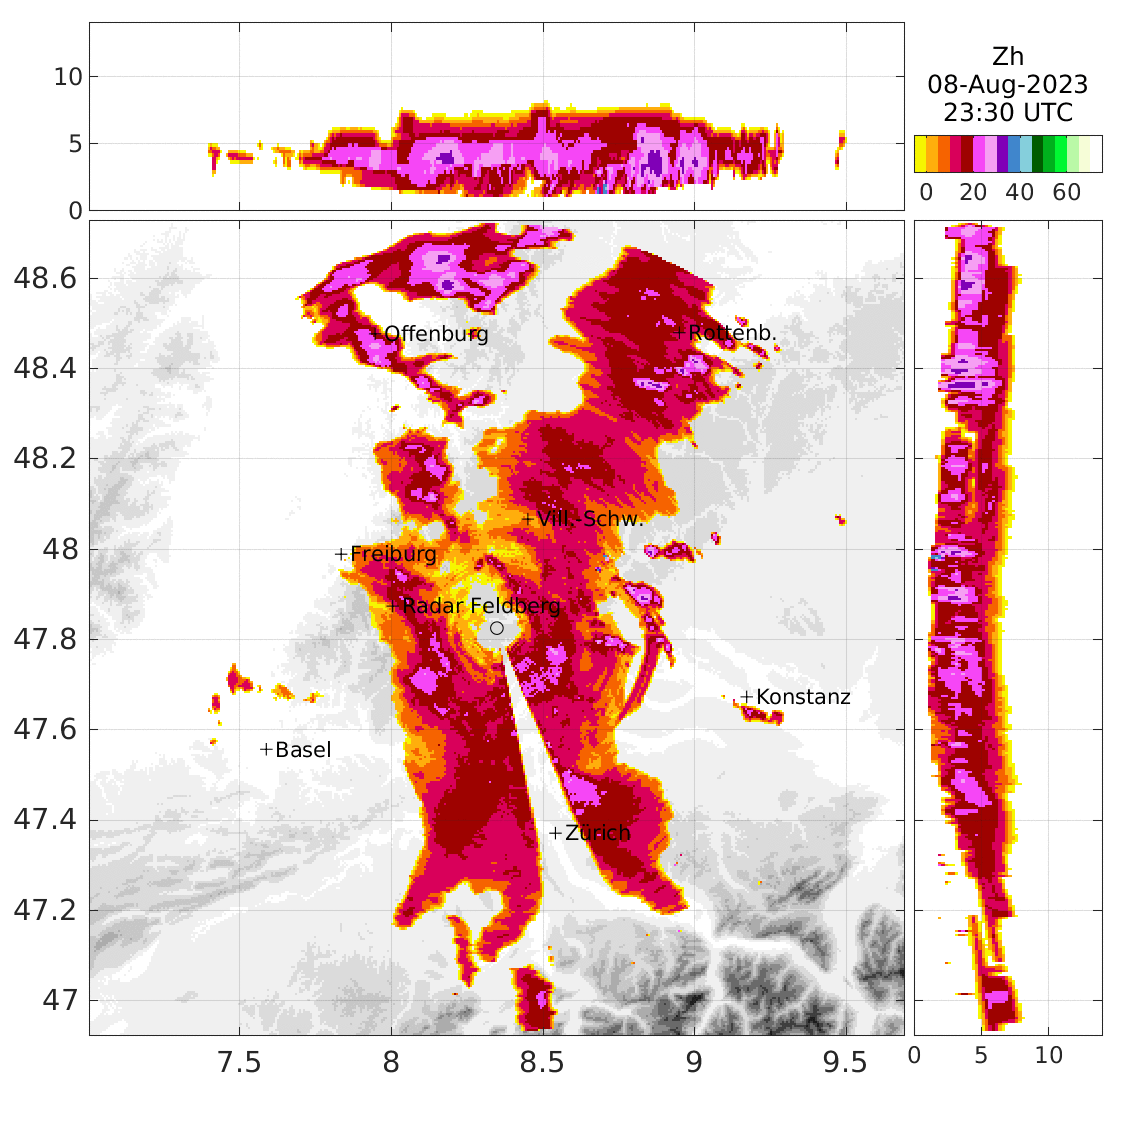 10
5
0
Zh
08-Aug-2023
23:30 UTC
0 20 40 60
48.6
Offenburg
Rottenb.
48.4
48.2
Vill.-Schw.
48
Freiburg
Radar Feldberg
47.8
Konstanz
47.6
Basel
47.4
Zürich
47.2
47
7.5 8 8.5 9 9.5
0 5 10